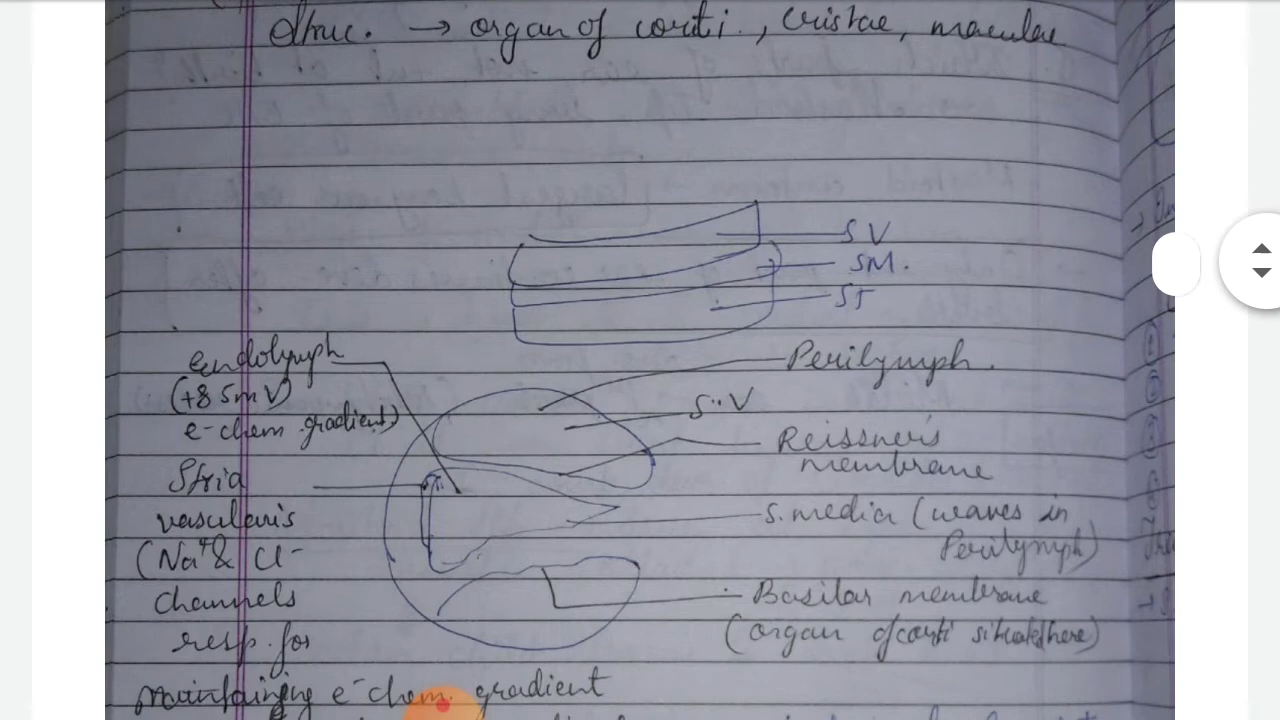 struc. → organ of corti, cristae, maculae
SV
SM.
ST
endolymph
(+85mV)
e-chem gradient)
Stria
vascularis
(Na+ & Cl-
channels
resp. for
maintaining e-chem. gradient
Perilymph.
S.V
Reissner's
membrane
S. media (waves in
Perilymph)
Basilar membrane
(organ of corti situated here)